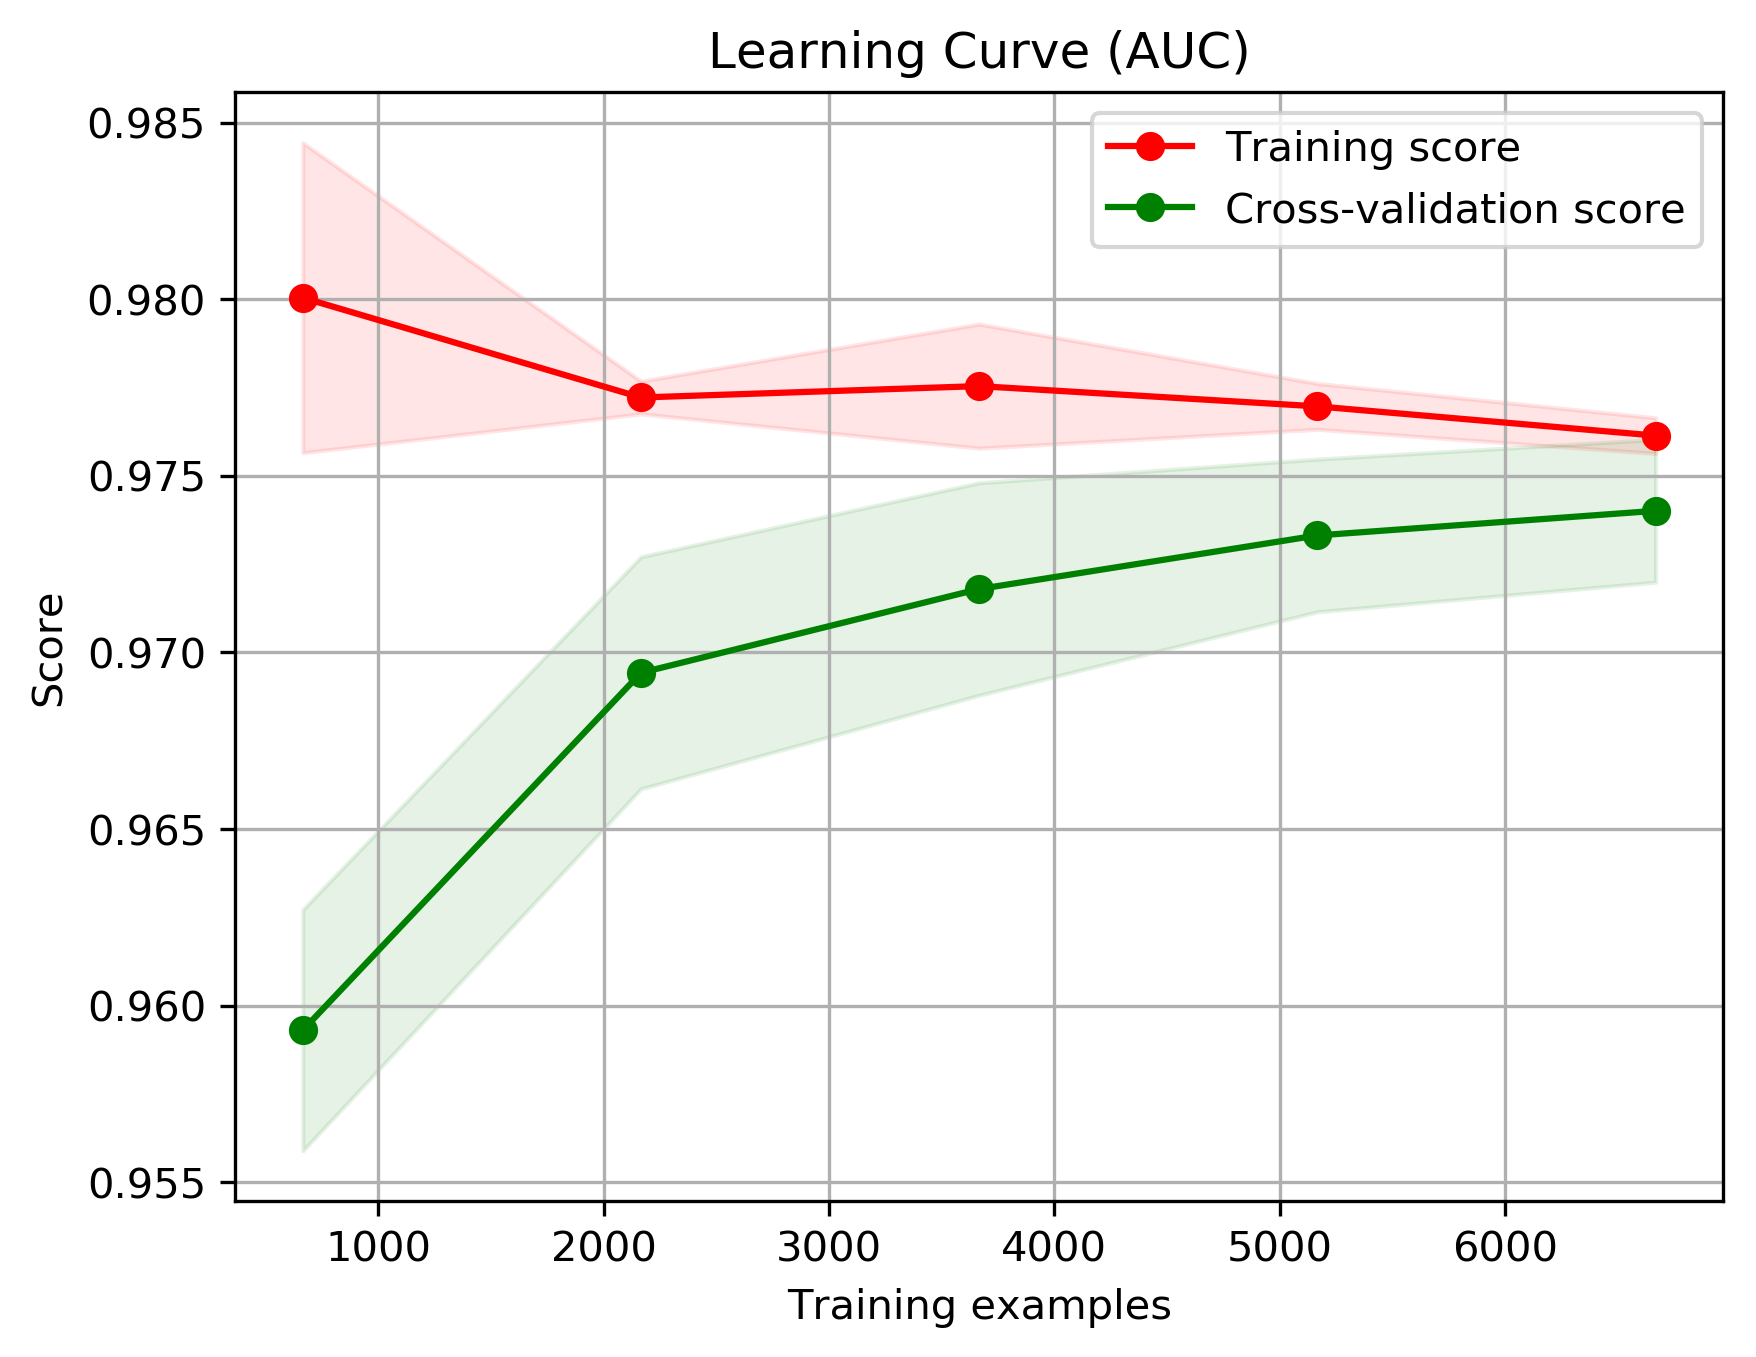 Learning Curve (AUC)
0.985
0.980
0.975
0.970
0.965
0.960
0.955
Score
Training score
Cross-validation score
1000 2000 3000 4000 5000 6000
Training examples